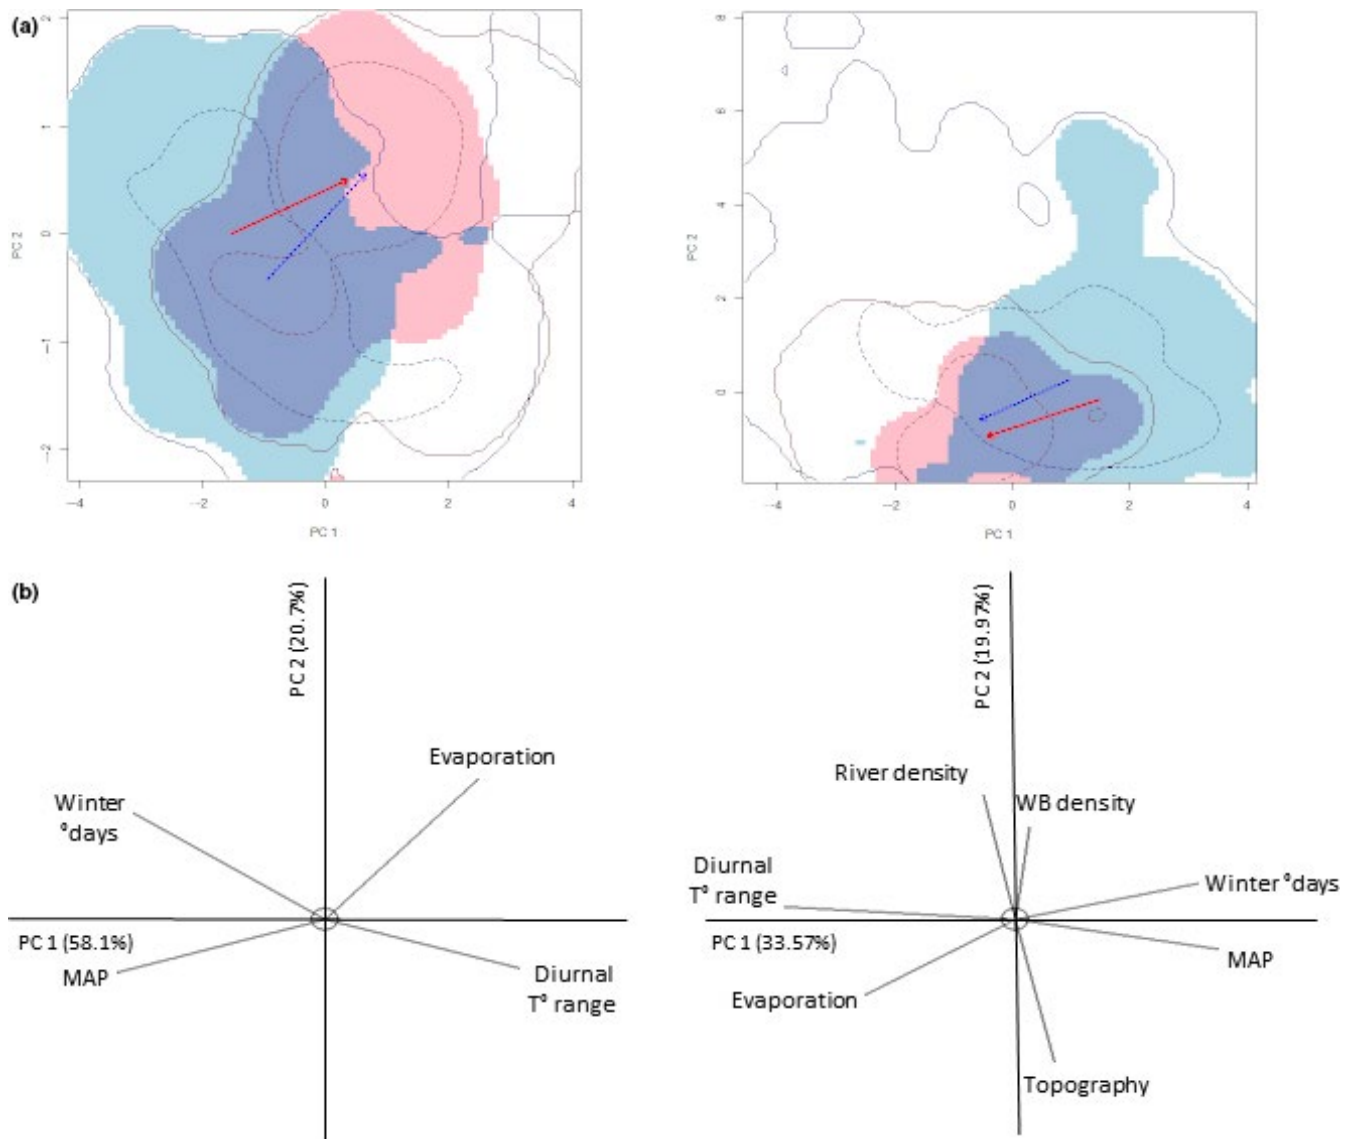 (a)
2
1
0
−1
−2
PC 2
−4
−2
0
2
4
PC 1
8
6
4
2
0
PC 2
−4
−2
0
2
4
PC 1
(b)
PC 2 (20.7%)
Evaporation
Winter
°days
PC 1 (58.1%)
MAP
Diurnal
T° range
PC 2 (19.97%)
River density
WB density
Diurnal
T° range
Winter °days
PC 1 (33.57%)
MAP
Evaporation
Topography